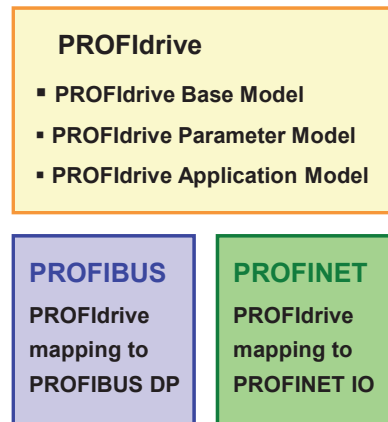 PROFIdrive
▪ PROFIdrive Base Model
▪ PROFIdrive Parameter Model
▪ PROFIdrive Application Model
PROFIBUS
PROFIdrive
mapping to
PROFIBUS DP
PROFINET
PROFIdrive
mapping to
PROFINET IO